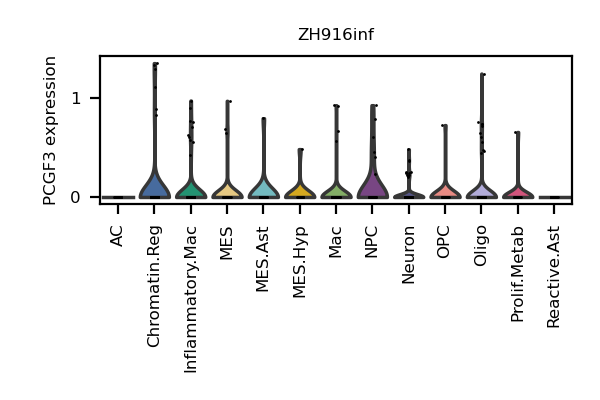 ZH916inf
PCGF3 expression
1
0
AC
Chromatin.Reg
Inflammatory.Mac
MES
MES.Ast
MES.Hyp
Mac
NPC
Neuron
OPC
Oligo
Prolif.Metab
Reactive.Ast